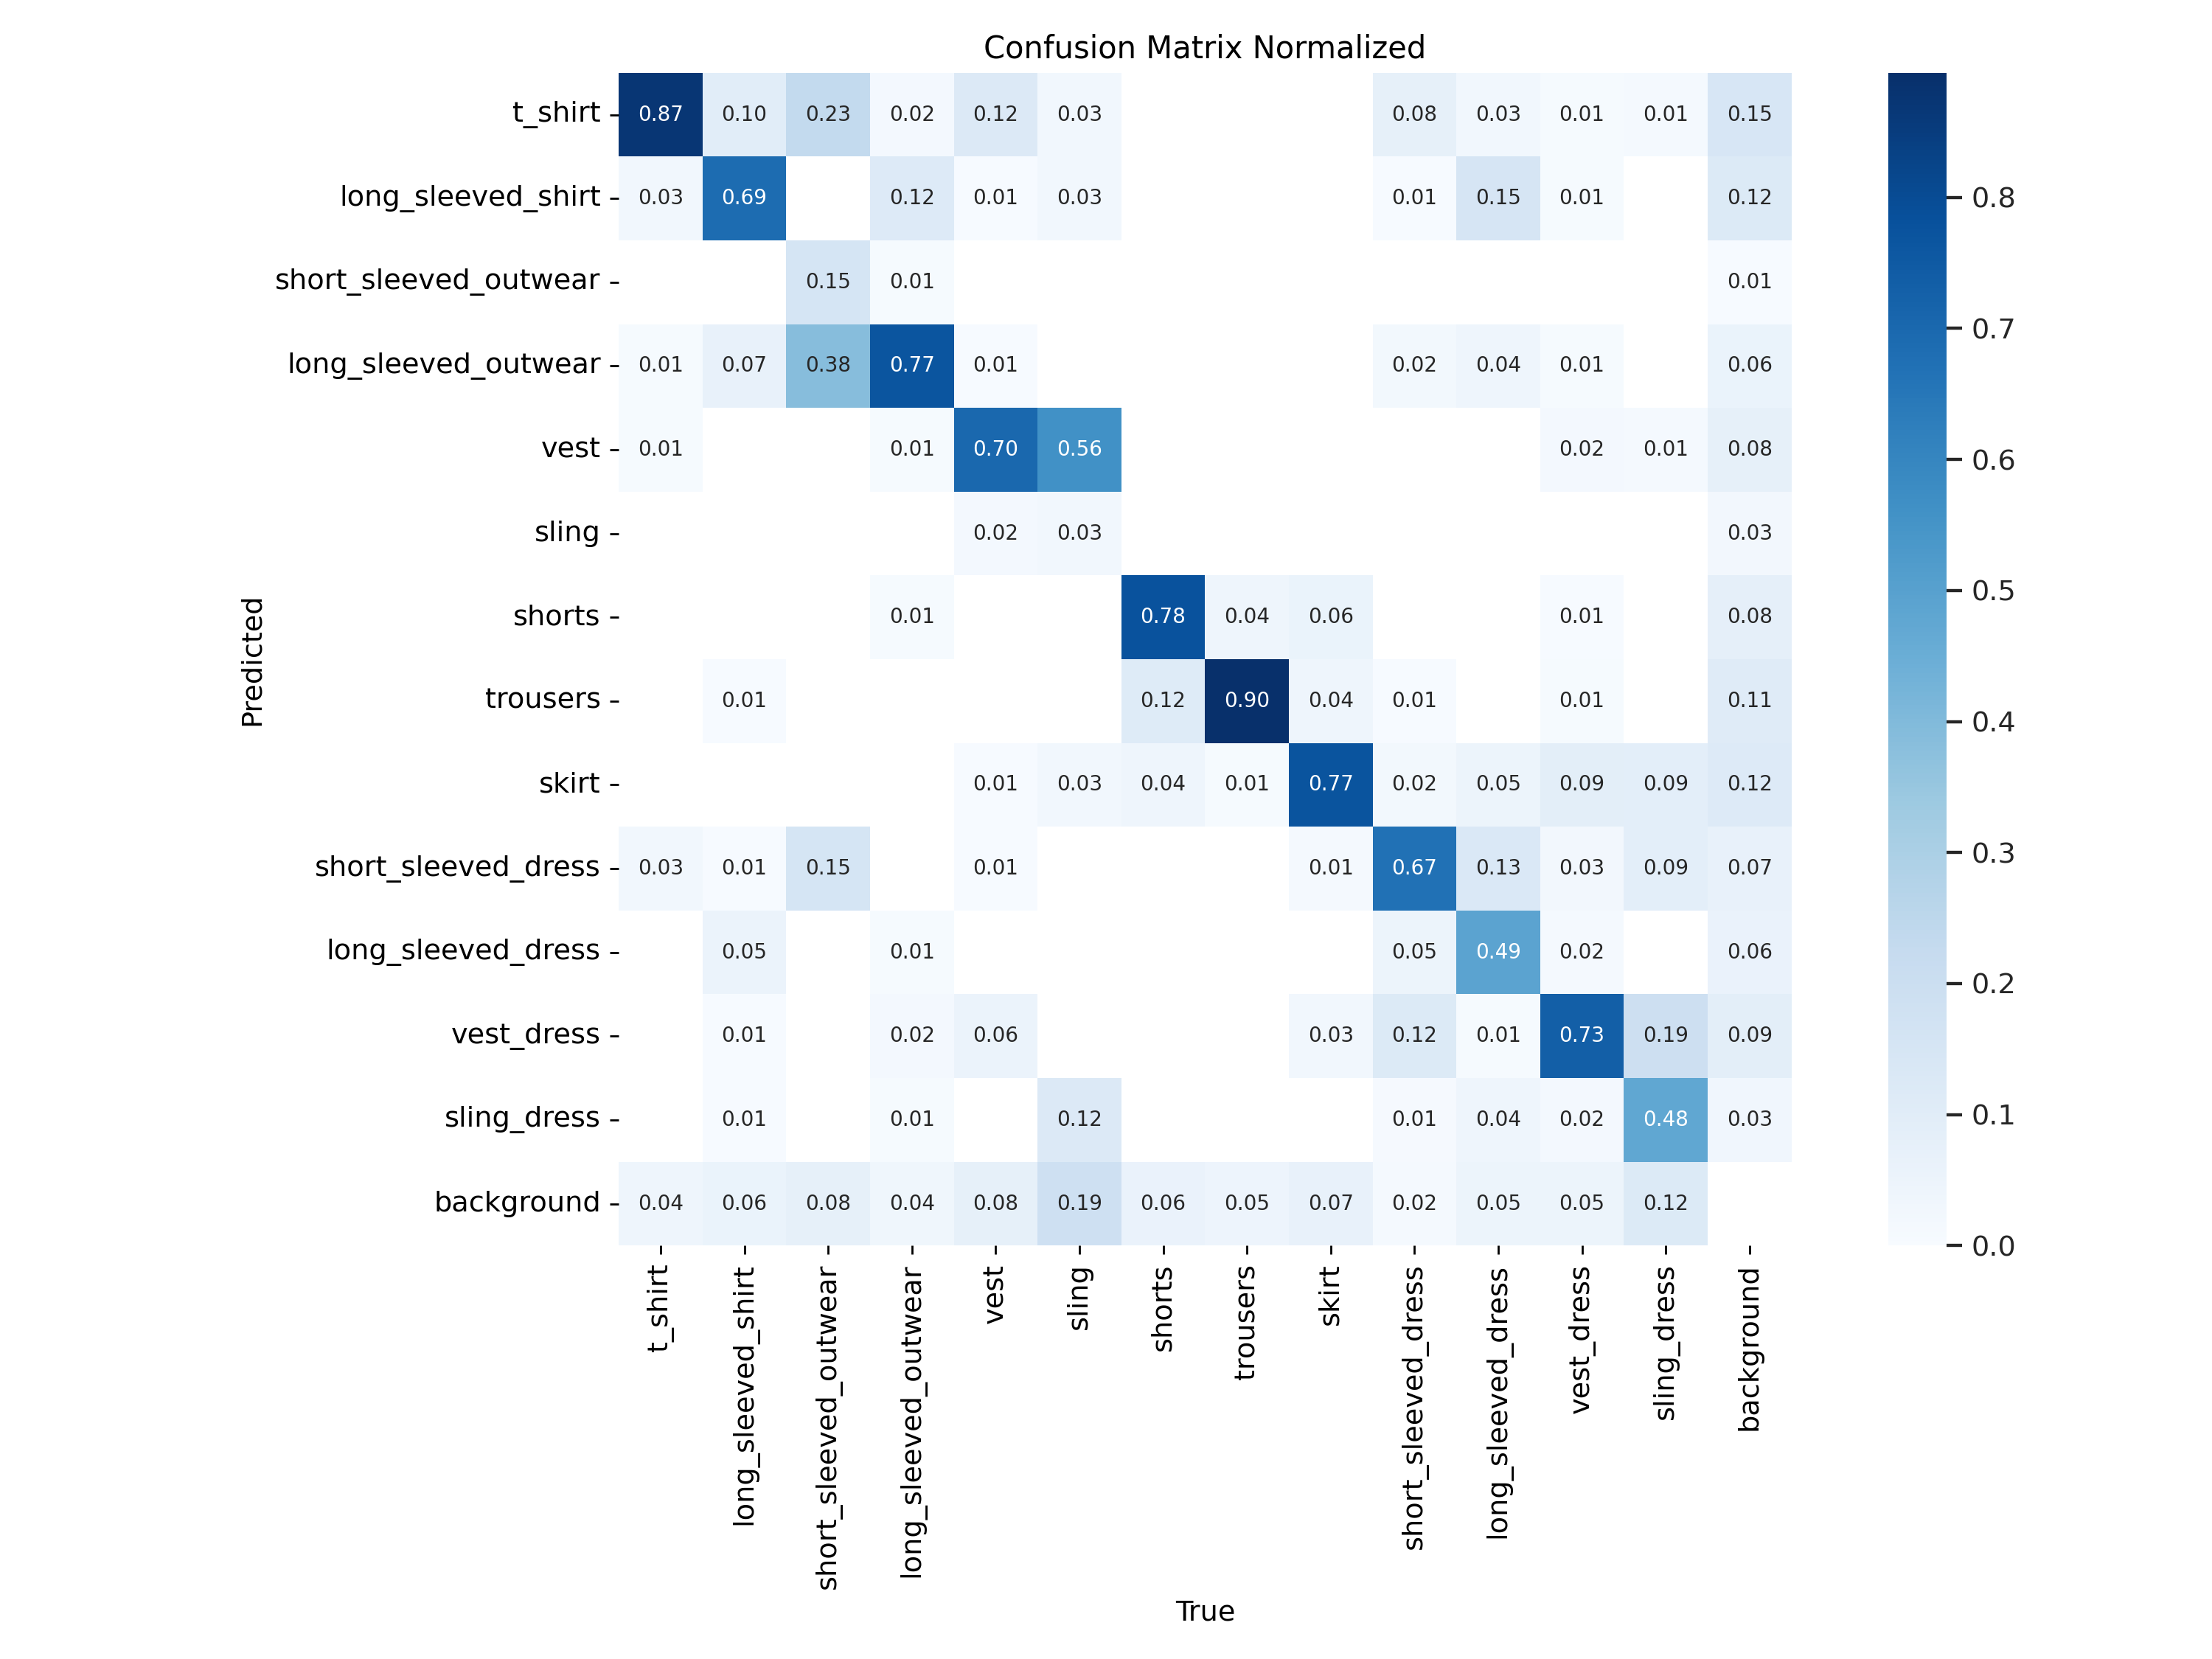 Confusion Matrix Normalized
t_shirt 0.87 0.10 0.23 0.02 0.12 0.03 0.08 0.03 0.01 0.01 0.15
long_sleeved_shirt 0.03 0.69 0.12 0.01 0.03 0.01 0.15 0.01 0.12
short_sleeved_outwear 0.15 0.01 0.01
long_sleeved_outwear 0.01 0.07 0.38 0.77 0.01 0.02 0.04 0.01 0.06
vest 0.01 0.01 0.70 0.56 0.02 0.01 0.08
sling 0.02 0.03 0.03
shorts 0.01 0.78 0.04 0.06 0.01 0.08
trousers 0.01 0.12 0.90 0.04 0.01 0.01 0.11
skirt 0.01 0.03 0.04 0.01 0.77 0.02 0.05 0.09 0.09 0.12
short_sleeved_dress 0.03 0.01 0.15 0.01 0.01 0.67 0.13 0.03 0.09 0.07
long_sleeved_dress 0.05 0.01 0.05 0.49 0.02 0.06
vest_dress 0.01 0.02 0.06 0.03 0.12 0.01 0.73 0.19 0.09
sling_dress 0.01 0.01 0.12 0.01 0.04 0.02 0.48 0.03
background 0.04 0.06 0.08 0.04 0.08 0.19 0.06 0.05 0.07 0.02 0.05 0.05 0.12
Predicted
t_shirt
long_sleeved_shirt
short_sleeved_outwear
long_sleeved_outwear
vest
sling
shorts
trousers
skirt
short_sleeved_dress
long_sleeved_dress
vest_dress
sling_dress
background
True
0.8
0.7
0.6
0.5
0.4
0.3
0.2
0.1
0.0